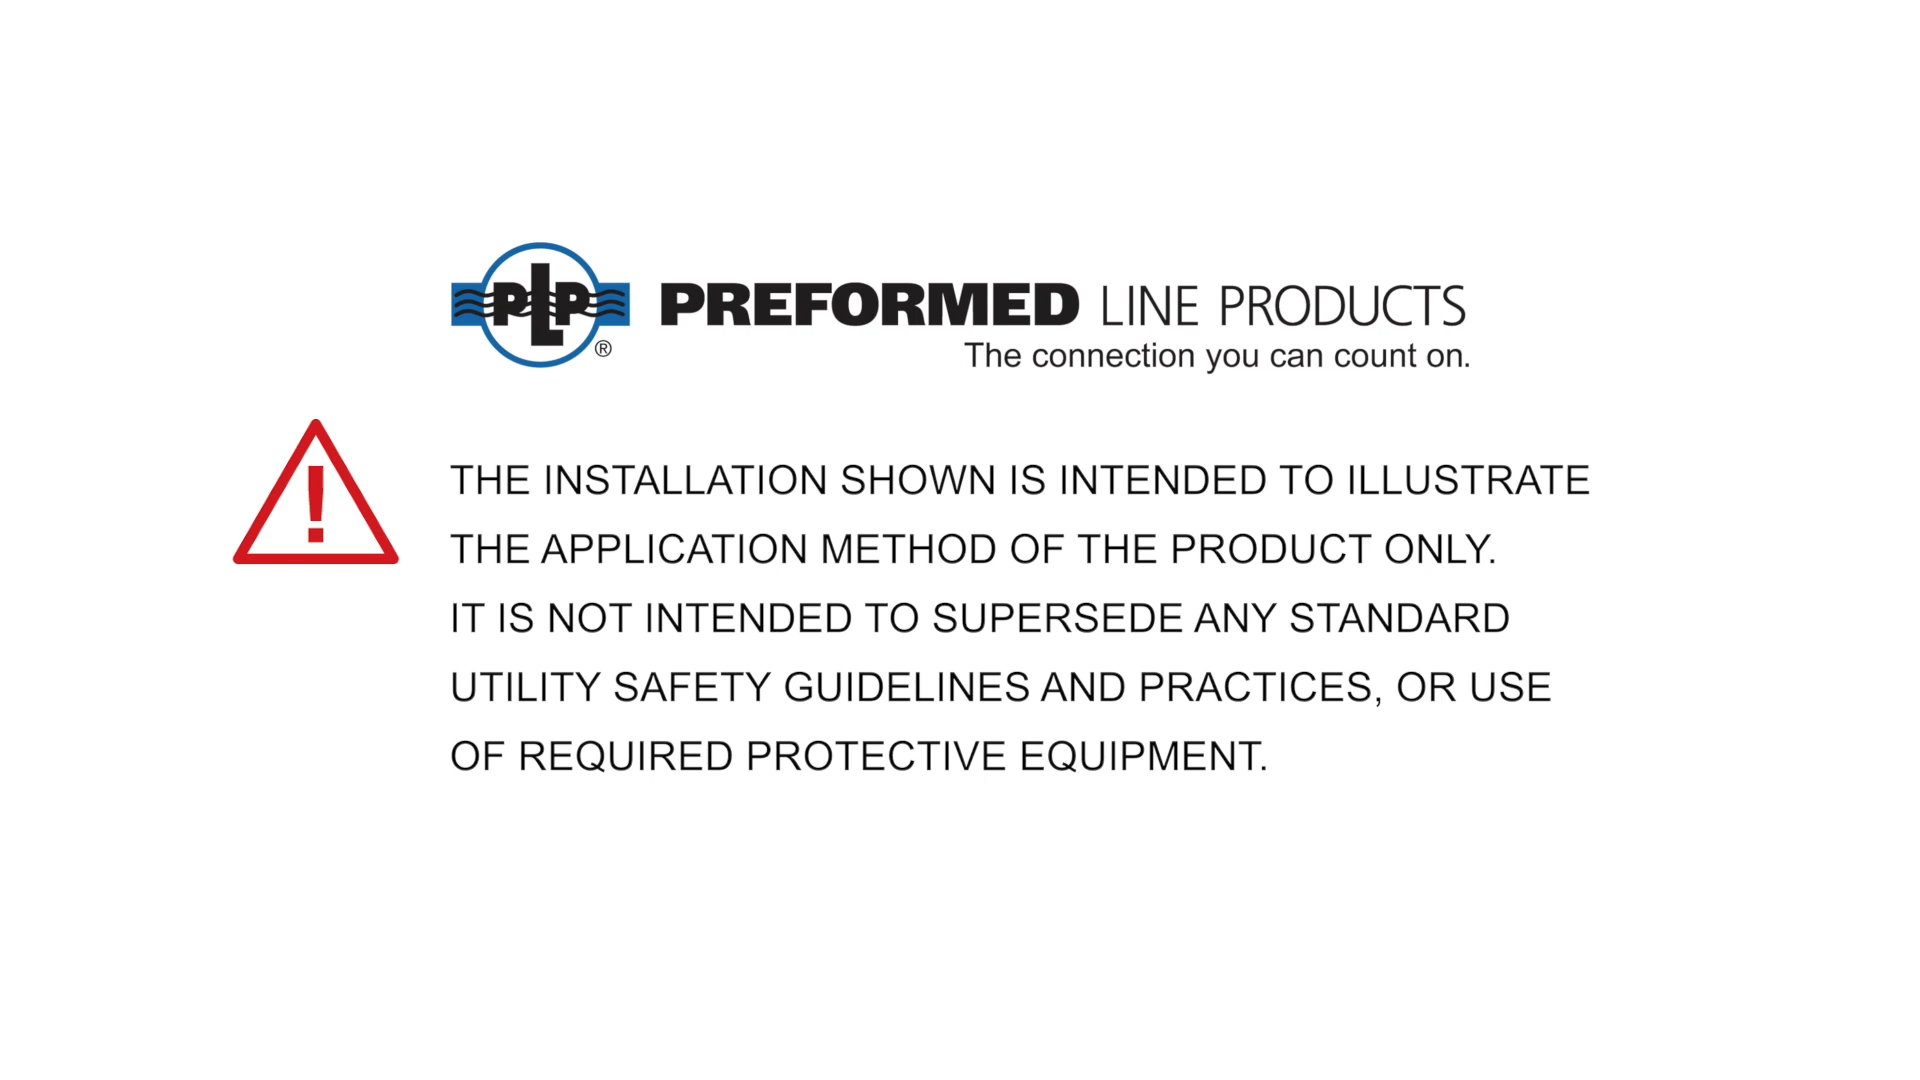 PLP®
PREFORMED LINE PRODUCTS
The connection you can count on.
!
THE INSTALLATION SHOWN IS INTENDED TO ILLUSTRATE
THE APPLICATION METHOD OF THE PRODUCT ONLY.
IT IS NOT INTENDED TO SUPERSEDE ANY STANDARD
UTILITY SAFETY GUIDELINES AND PRACTICES, OR USE
OF REQUIRED PROTECTIVE EQUIPMENT.